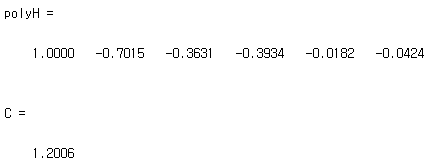 polyH =
1.0000 -0.7015 -0.3631 -0.3934 -0.0182 -0.0424
C =
1.2006